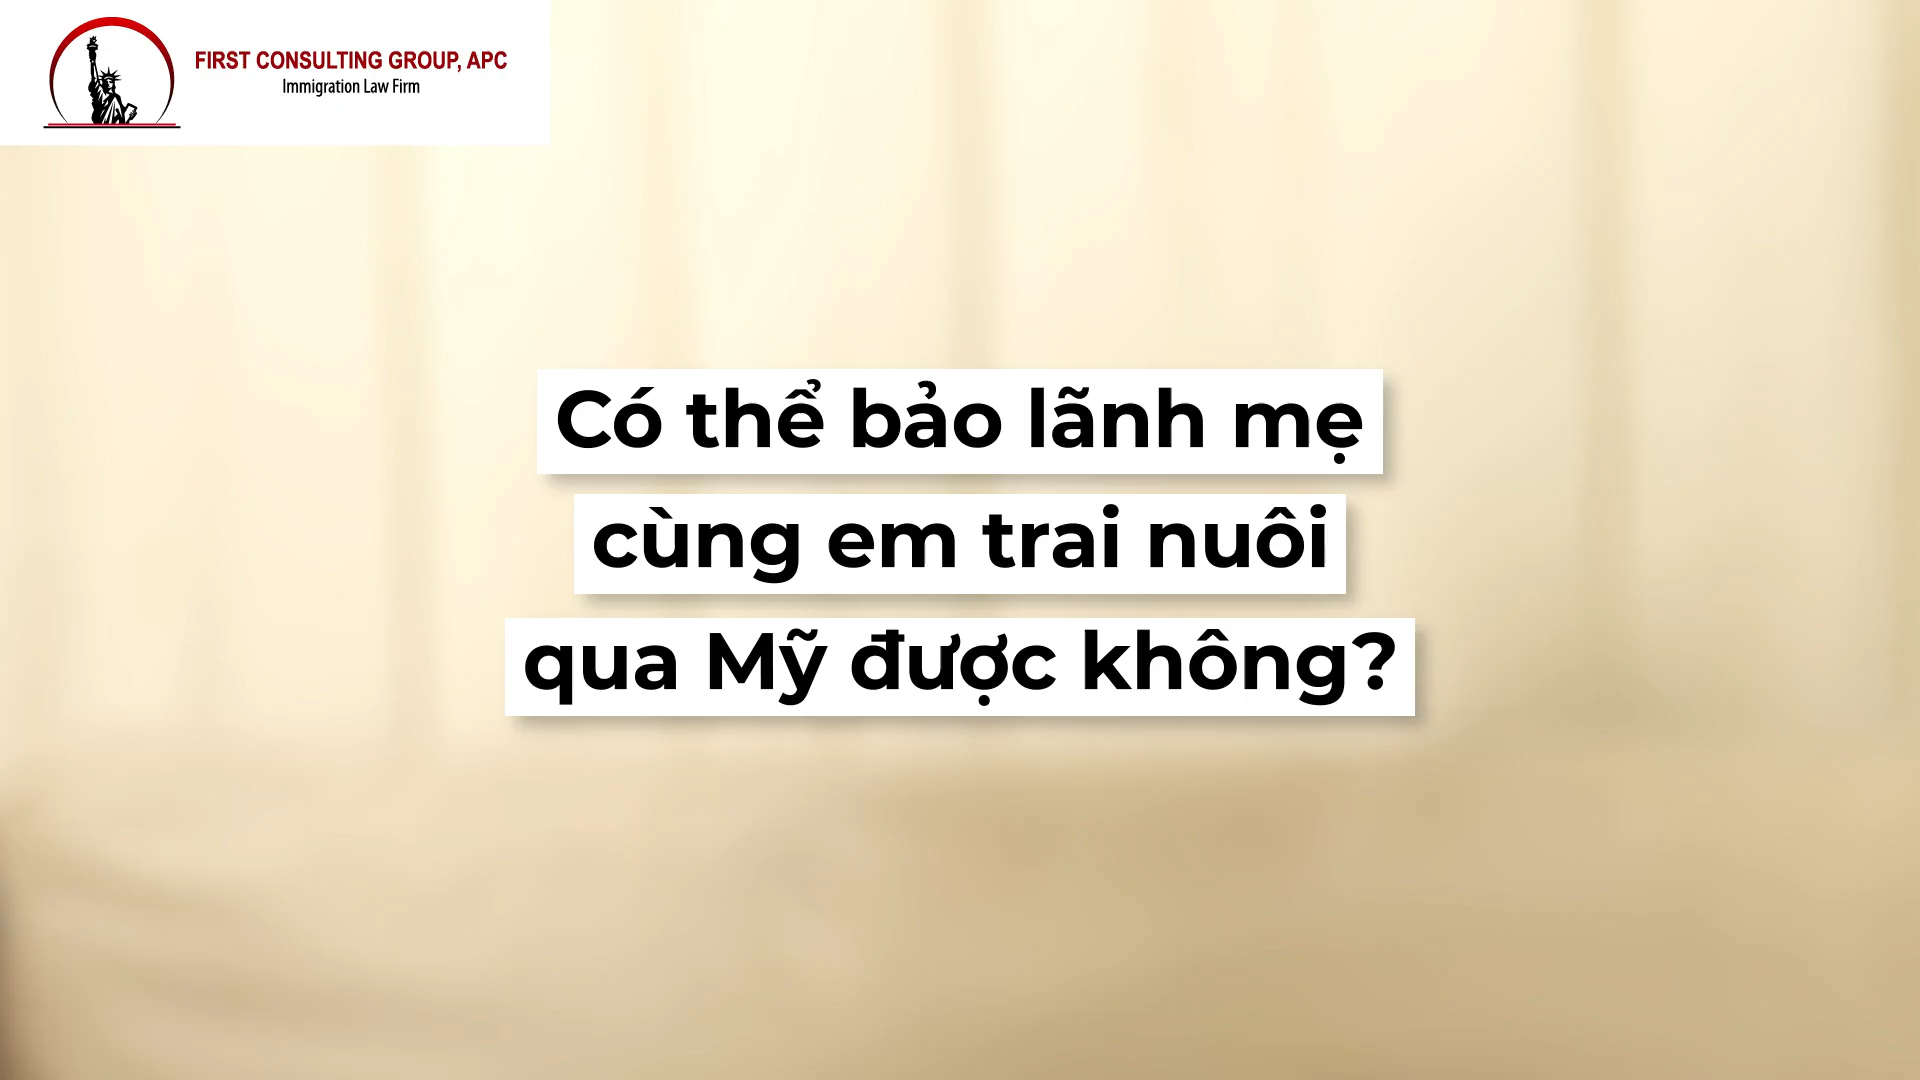 FIRST CONSULTING GROUP, APC
Immigration Law Firm
Có thể bảo lãnh mẹ
cùng em trai nuôi
qua Mỹ được không?